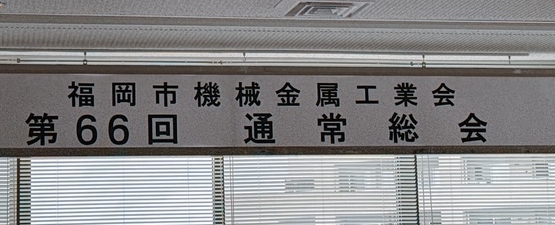 福岡市機械金属工業会
第66回 通常総会